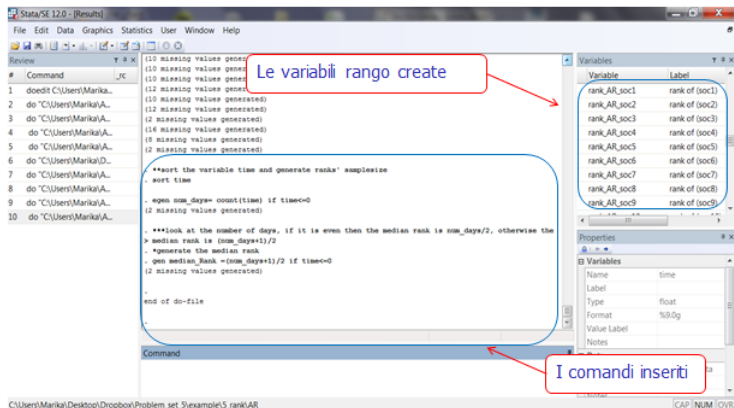 Stata/SE 12.0 - [Results]
File Edit Data Graphics Statistics User Window Help
Review
# Command _rc
1 doedit C:\Users\Marika...
2 do "C:\Users\Marika\A...
3 do "C:\Users\Marika\A...
4 do "C:\Users\Marika\A...
5 do "C:\Users\Marika\A...
6 do "C:\Users\Marika\D...
7 do "C:\Users\Marika\A...
8 do "C:\Users\Marika\A...
9 do "C:\Users\Marika\A...
10 do "C:\Users\Marika\A...
(10 missing values gener
(10 missing values gener
(10 missing values gener
(12 missing values gener
(10 missing values generated)
(12 missing values generated)
(2 missing values generated)
(16 missing values generated)
(8 missing values generated)
(2 missing values generated)
. **sort the variable time and generate ranks' samplesize
. sort time
. egen num_days= count(time) if time<=0
(2 missing values generated)
. ***look at the number of days, if it is even then the median rank is num_days/2, otherwise the
> median rank is (num_days+1)/2
. *generate the median rank
. gen median_Rank =(num_days+1)/2 if time<=0
(2 missing values generated)
.
end of do-file
.
Command
Le variabili rango create
I comandi inseriti
Variables
Variable Label
rank_AR_soc1 rank of (soc1)
rank_AR_soc2 rank of (soc2)
rank_AR_soc3 rank of (soc3)
rank_AR_soc4 rank of (soc4)
rank_AR_soc5 rank of (soc5)
rank_AR_soc6 rank of (soc6)
rank_AR_soc7 rank of (soc7)
rank_AR_soc8 rank of (soc8)
rank_AR_soc9 rank of (soc9)
Properties
Variables
Name time
Label
Type float
Format %9.0g
Value Label
Notes
C:\Users\Marika\Desktop\Dropbox\Problem set 5\example\5 rank\AR
CAP NUM OVR